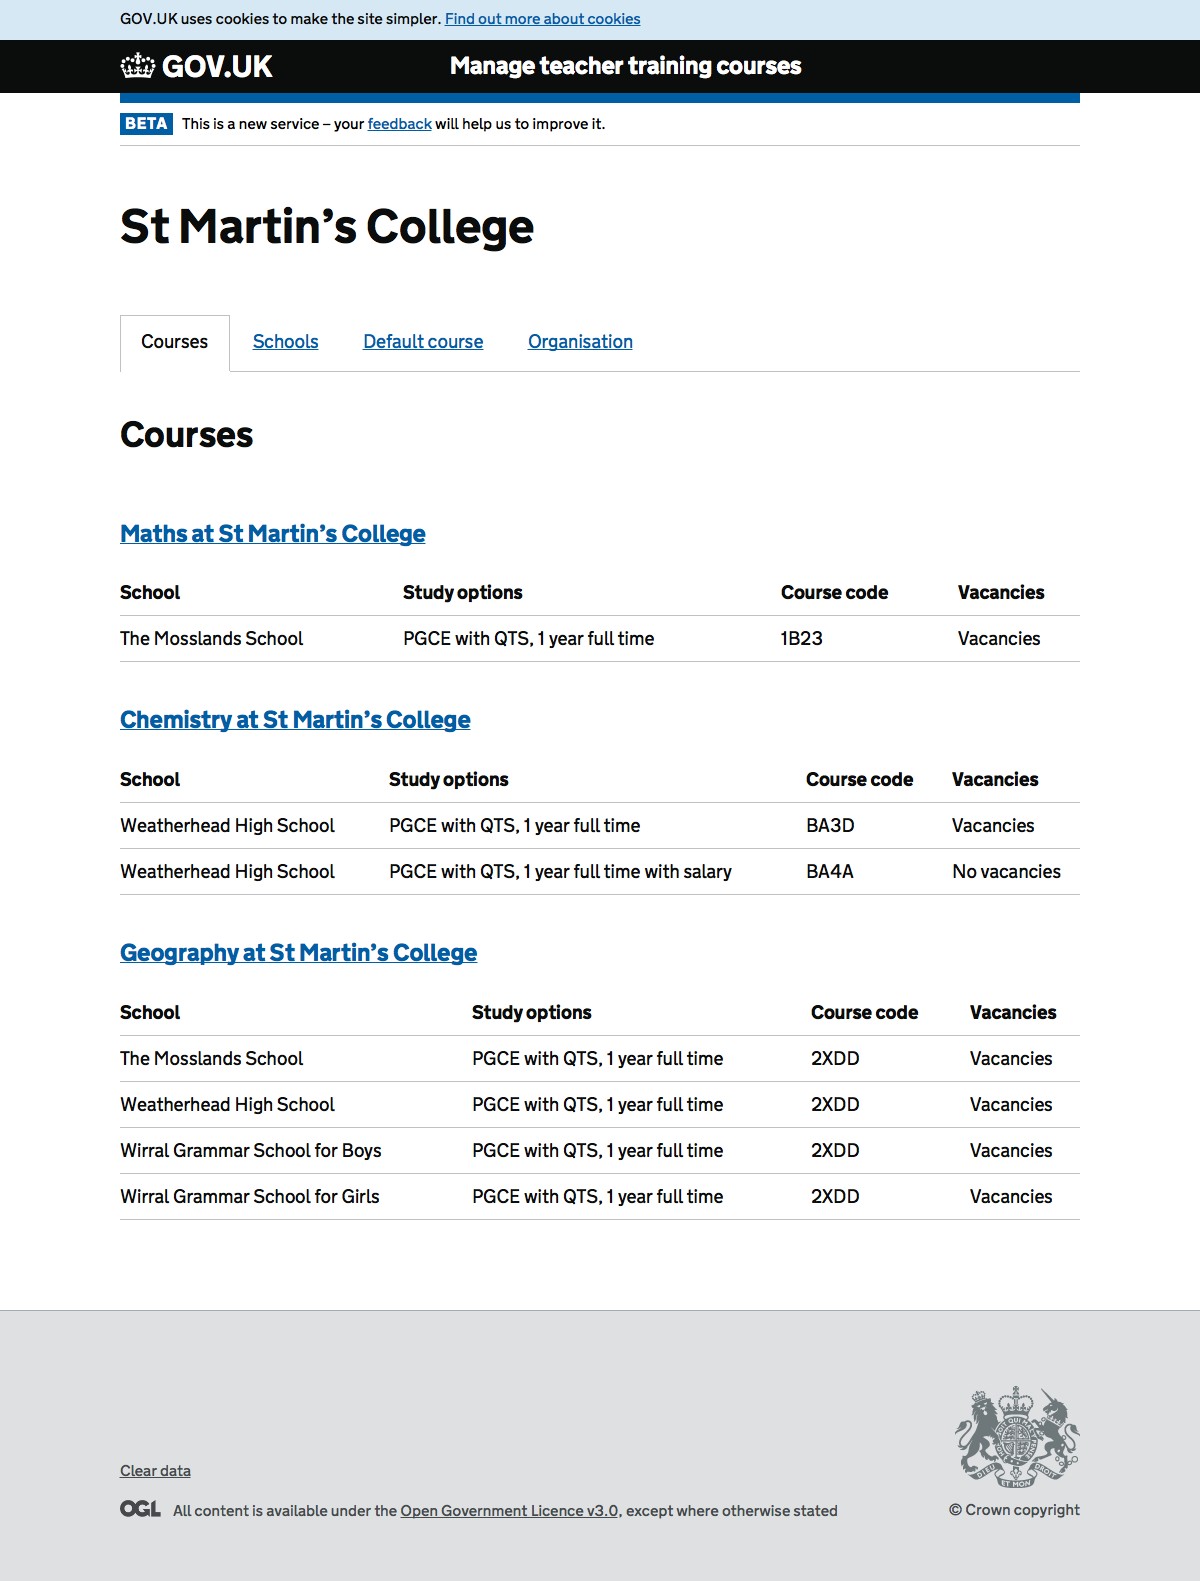 GOV.UK uses cookies to make the site simpler. Find out more about cookies
GOV.UK Manage teacher training courses
BETA This is a new service – your feedback will help us to improve it.
St Martin’s College
Courses Schools Default course Organisation
Courses
Maths at St Martin’s College
School Study options Course code Vacancies
The Mosslands School PGCE with QTS, 1 year full time 1B23 Vacancies
Chemistry at St Martin’s College
School Study options Course code Vacancies
Weatherhead High School PGCE with QTS, 1 year full time BA3D Vacancies
Weatherhead High School PGCE with QTS, 1 year full time with salary BA4A No vacancies
Geography at St Martin’s College
School Study options Course code Vacancies
The Mosslands School PGCE with QTS, 1 year full time 2XDD Vacancies
Weatherhead High School PGCE with QTS, 1 year full time 2XDD Vacancies
Wirral Grammar School for Boys PGCE with QTS, 1 year full time 2XDD Vacancies
Wirral Grammar School for Girls PGCE with QTS, 1 year full time 2XDD Vacancies
DIEU ET MON DROIT
Clear data
OGL All content is available under the Open Government Licence v3.0, except where otherwise stated
© Crown copyright